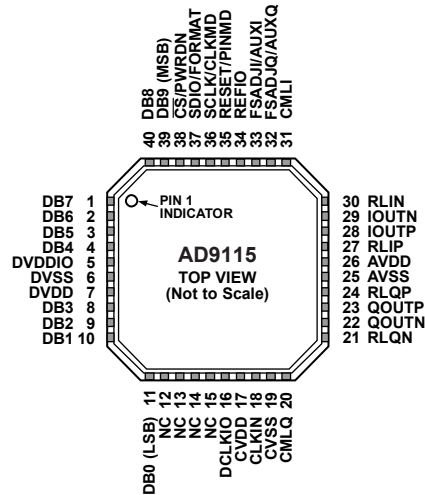 40 DB8
39 DB9 (MSB)
38 CS/PWRDN
37 SDIO/FORMAT
36 SCLK/CLKMD
35 RESET/PINMD
34 REFIO
33 FSADJI/AUXI
32 FSADJQ/AUXQ
31 CMLI
DB7 1
DB6 2
DB5 3
DB4 4
DVDDIO 5
DVSS 6
DVDD 7
DB3 8
DB2 9
DB1 10
PIN 1
INDICATOR
AD9115
TOP VIEW
(Not to Scale)
30 RLIN
29 IOUTN
28 IOUTP
27 RLIP
26 AVDD
25 AVSS
24 RLQP
23 QOUTP
22 QOUTN
21 RLQN
DB0 (LSB) 11
NC 12
NC 13
NC 14
NC 15
DCLKIO 16
CVDD 17
CLKIN 18
CVSS 19
CMLQ 20